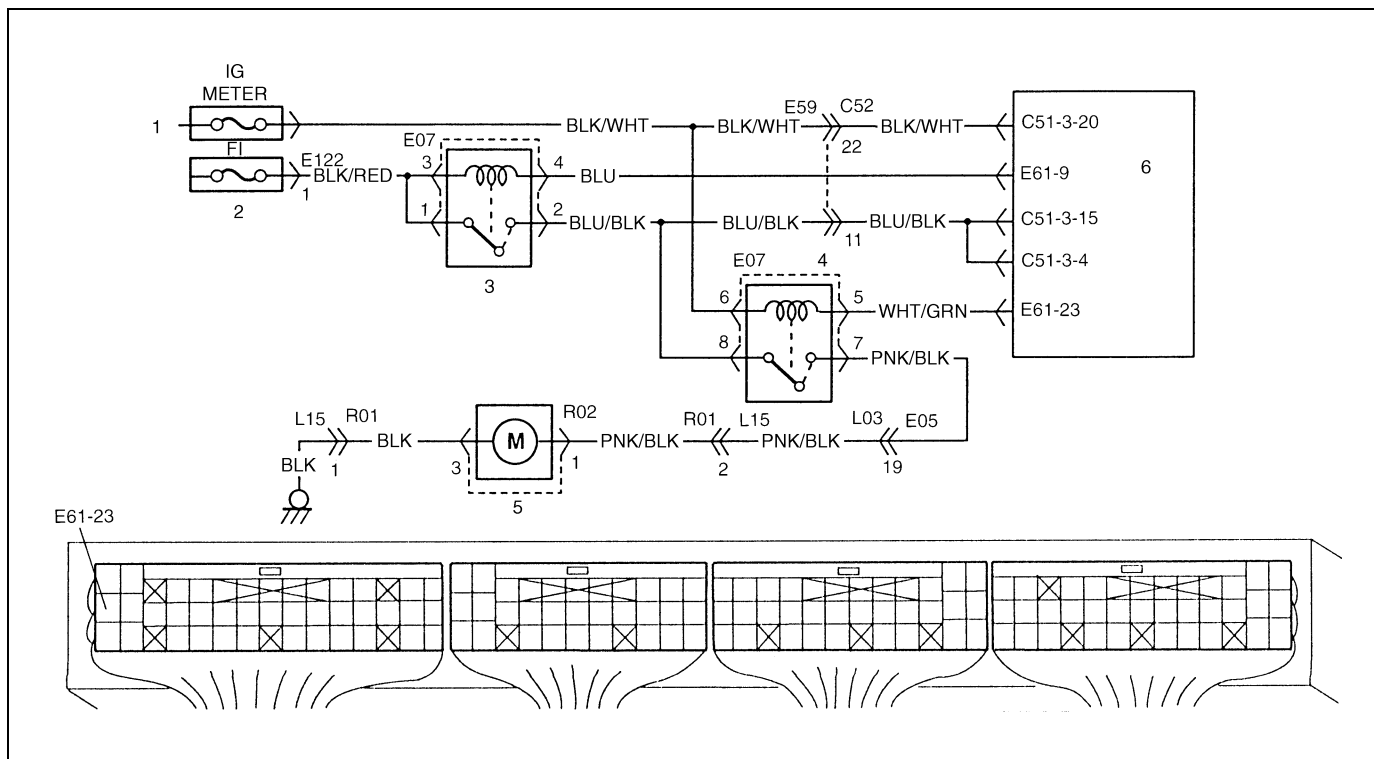 IG
METER
E59 C52
1 BLK/WHT BLK/WHT BLK/WHT C51-3-20
22
FI
E122 E07
BLK/RED 3 4 BLU E61-9 6
1
2
1 2 BLU/BLK BLU/BLK BLU/BLK C51-3-15
11
C51-3-4
3
E07 4
6 5 WHT/GRN E61-23
8 7 PNK/BLK
L15 R01 R02 R01 L15 L03 E05
BLK M PNK/BLK PNK/BLK
BLK 1 3 1 2 19
5
E61-23